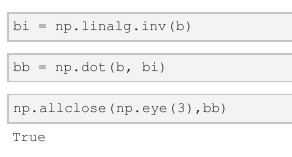 bi = np.linalg.inv(b)
bb = np.dot(b, bi)
np.allclose(np.eye(3),bb)
True